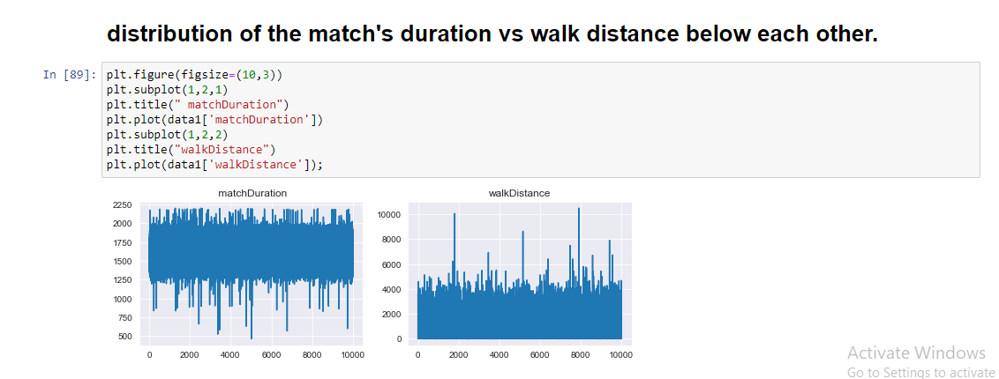 distribution of the match's duration vs walk distance below each other.
In [89]:
plt.figure(figsize=(10,3))
plt.subplot(1,2,1)
plt.title(" matchDuration")
plt.plot(data1['matchDuration'])
plt.subplot(1,2,2)
plt.title("walkDistance")
plt.plot(data1['walkDistance']);
matchDuration
2250
2000
1750
1500
1250
1000
750
500
0 2000 4000 6000 8000 10000
walkDistance
10000
8000
6000
4000
2000
0
0 2000 4000 6000 8000 10000
Activate Windows
Go to Settings to activate